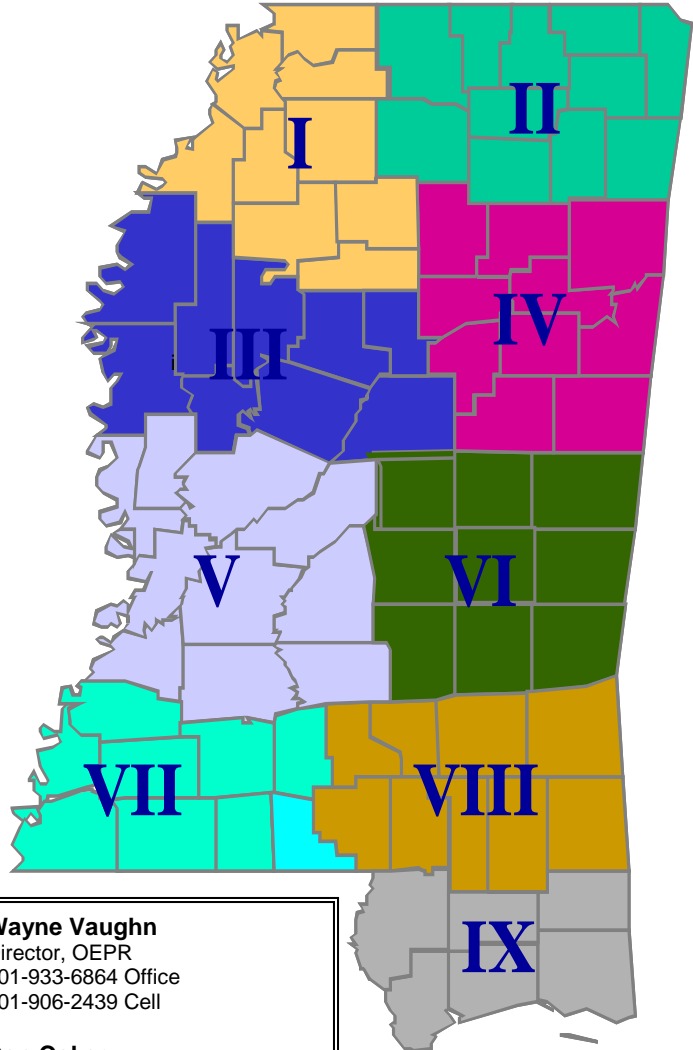 I
II
III
IV
V
VI
VII
VIII
IX
Wayne Vaughn
irector, OEPR
01-933-6864 Office
01-906-2439 Cell